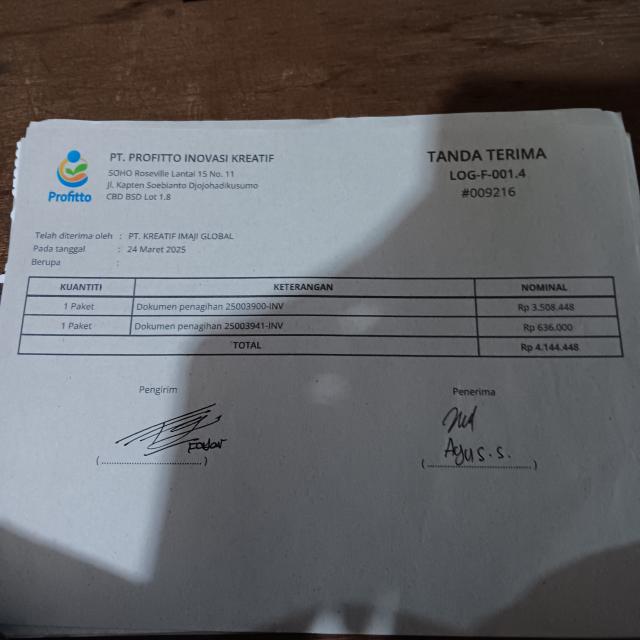 Profitto
PT. PROFITTO INOVASI KREATIF
SOHO Roseville Lantai 15 No. 11
Jl. Kapten Soebianto Djojohadikusumo
CBD BSD Lot 1.8
TANDA TERIMA
LOG-F-001.4
#009216
Telah diterima oleh : PT. KREATIF IMAJI GLOBAL
Pada tanggal : 24 Maret 2025
Berupa :
KUANTITI KETERANGAN NOMINAL
1 Paket Dokumen penagihan 25003900-INV Rp 3.508.448
1 Paket Dokumen penagihan 25003941-INV Rp 636.000
TOTAL Rp 4.144.448
Pengirim Penerima
Agus.s.
(..................................) (..................................)